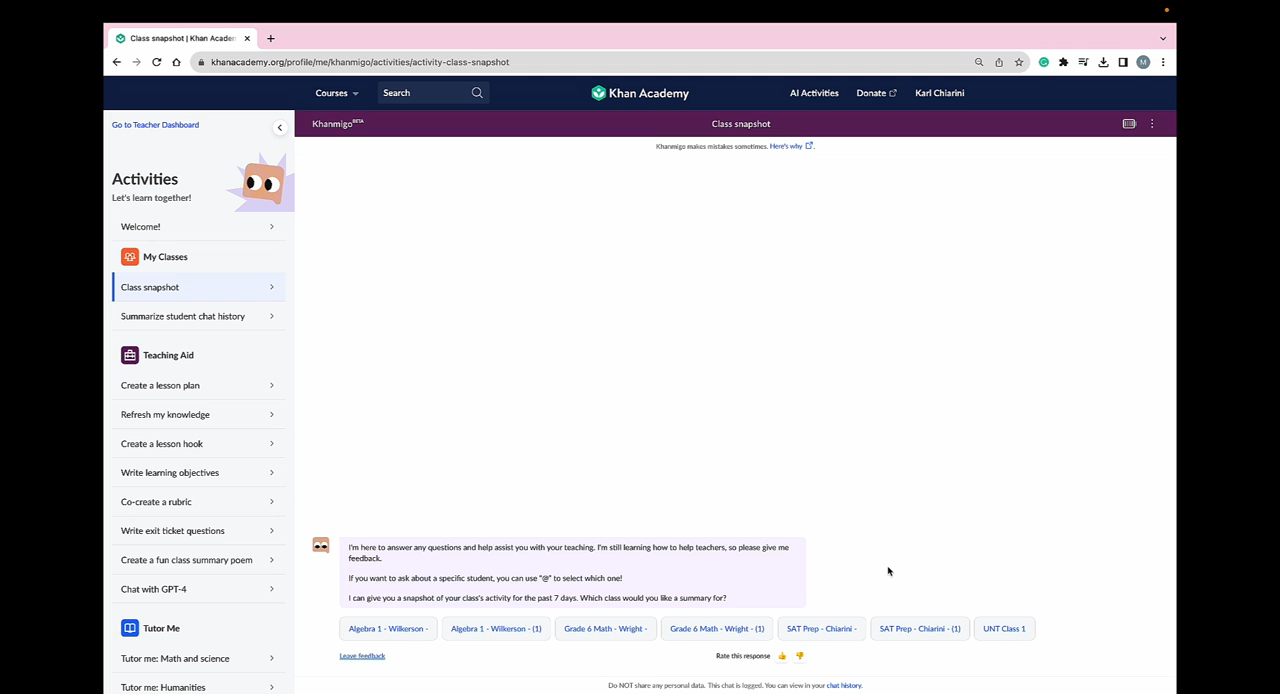 Class snapshot | Khan Academ
khanacademy.org/profile/me/khanmigo/activities/activity-class-snapshot
M
Courses
Search
Khan Academy
AI Activities
Donate
Karl Chiarini
Go to Teacher Dashboard
Khanmigo BETA
Class snapshot
Khanmigo makes mistakes sometimes. Here's why
Activities
Let's learn together!
Welcome!
My Classes
Class snapshot
Summarize student chat history
Teaching Aid
Create a lesson plan
Refresh my knowledge
Create a lesson hook
Write learning objectives
Co-create a rubric
Write exit ticket questions
Create a fun class summary poem
Chat with GPT-4
Tutor Me
Tutor me: Math and science
Tutor me: Humanities
I'm here to answer any questions and help assist you with your teaching. I'm still learning how to help teachers, so please give me
feedback.
If you want to ask about a specific student, you can use "@" to select which one!
I can give you a snapshot of your class's activity for the past 7 days. Which class would you like a summary for?
Algebra 1 - Wilkerson -
Algebra 1 - Wilkerson - (1)
Grade 6 Math - Wright -
Grade 6 Math - Wright - (1)
SAT Prep - Chiarini -
SAT Prep - Chiarini - (1)
UNT Class 1
Leave feedback
Rate this response
Do NOT share any personal data. This chat is logged. You can view in your chat history.